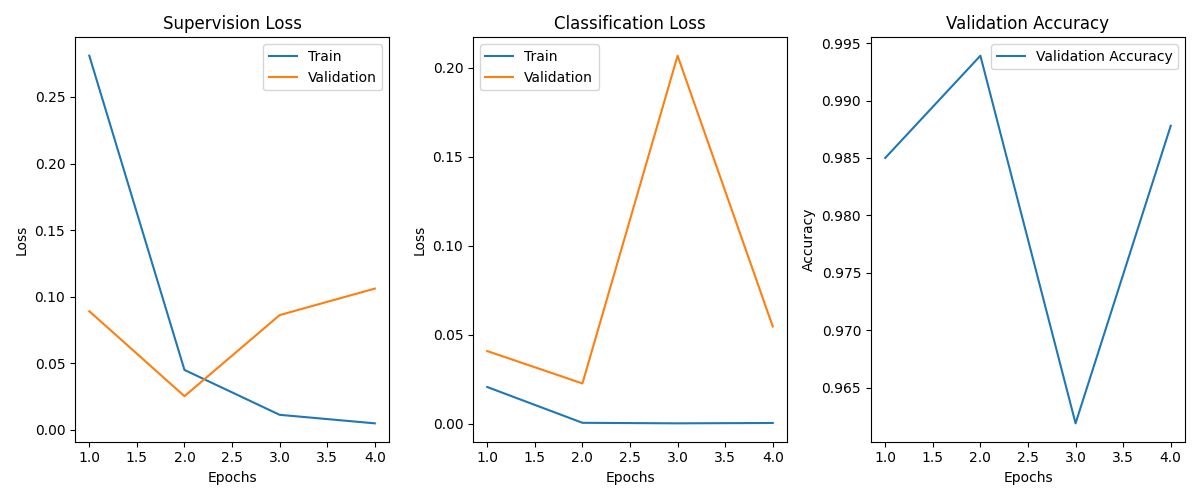 Supervision Loss
Train
Validation
0.25
0.20
0.15
0.10
0.05
0.00
Loss
1.0 1.5 2.0 2.5 3.0 3.5 4.0
Epochs
Classification Loss
Train
Validation
0.20
0.15
0.10
0.05
0.00
Loss
1.0 1.5 2.0 2.5 3.0 3.5 4.0
Epochs
Validation Accuracy
Validation Accuracy
0.995
0.990
0.985
0.980
0.975
0.970
0.965
Accuracy
1.0 1.5 2.0 2.5 3.0 3.5 4.0
Epochs